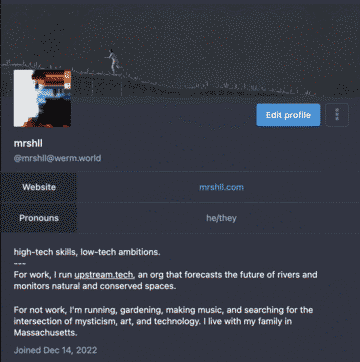 Edit profile
mrshll
@mrshll@werm.world
Website mrshll.com
Pronouns he/they
high-tech skills, low-tech ambitions.
---
For work, I run upstream.tech, an org that forecasts the future of rivers and
monitors natural and conserved spaces.
For not work, I'm running, gardening, making music, and searching for the
intersection of mysticism, art, and technology. I live with my family in
Massachusetts.
Joined Dec 14, 2022